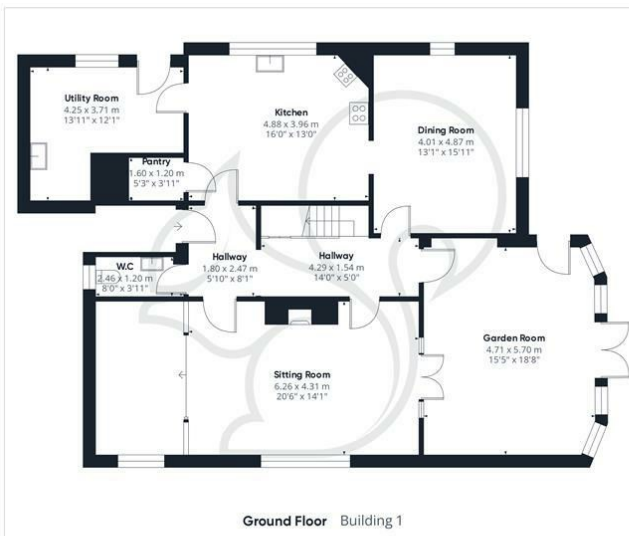 Utility Room
4.25 x 3.71 m
13'11" x 12'1"
Kitchen
4.88 x 3.96 m
16'0" x 13'0"
Dining Room
4.01 x 4.87 m
13'1" x 15'11"
Pantry
1.60 x 1.20 m
5'3" x 3'11"
W.C
2.46 x 1.20 m
8'0" x 3'11"
Hallway
1.80 x 2.47 m
5'10" x 8'1"
Hallway
4.29 x 1.54 m
14'0" x 5'0"
Sitting Room
6.26 x 4.31 m
20'6" x 14'1"
Garden Room
4.71 x 5.70 m
15'5" x 18'8"
Ground Floor Building 1